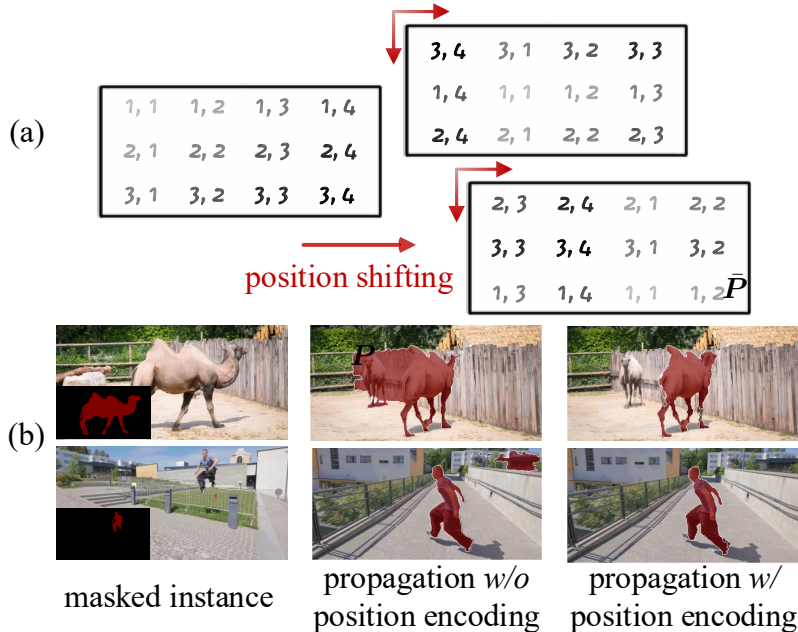 (a)
1, 1 1, 2 1, 3 1, 4
2, 1 2, 2 2, 3 2, 4
3, 1 3, 2 3, 3 3, 4
3, 4 3, 1 3, 2 3, 3
1, 4 1, 1 1, 2 1, 3
2, 4 2, 1 2, 2 2, 3
position shifting
2, 3 2, 4 2, 1 2, 2
3, 3 3, 4 3, 1 3, 2
1, 3 1, 4 1, 1 1, 2
P̄
(b)
P
masked instance
propagation w/o
position encoding
propagation w/
position encoding